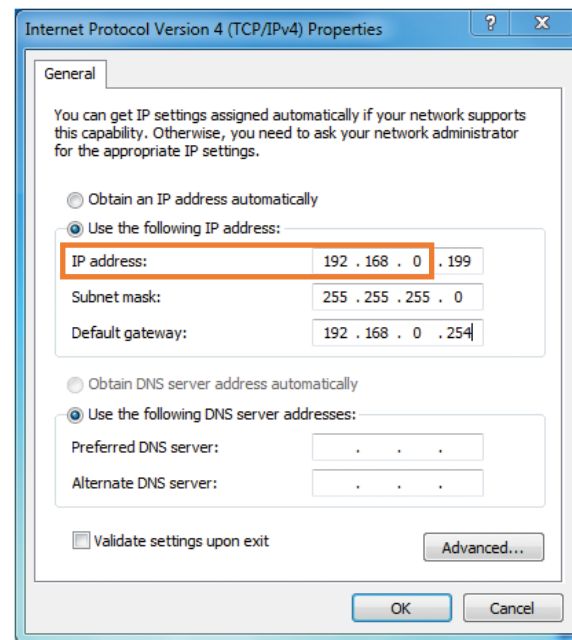 Internet Protocol Version 4 (TCP/IPv4) Properties
General
You can get IP settings assigned automatically if your network supports
this capability. Otherwise, you need to ask your network administrator
for the appropriate IP settings.
Obtain an IP address automatically
Use the following IP address:
IP address: 192 . 168 . 0 . 199
Subnet mask: 255 . 255 . 255 . 0
Default gateway: 192 . 168 . 0 . 254
Obtain DNS server address automatically
Use the following DNS server addresses:
Preferred DNS server: . . .
Alternate DNS server: . . .
Validate settings upon exit
Advanced...
OK Cancel